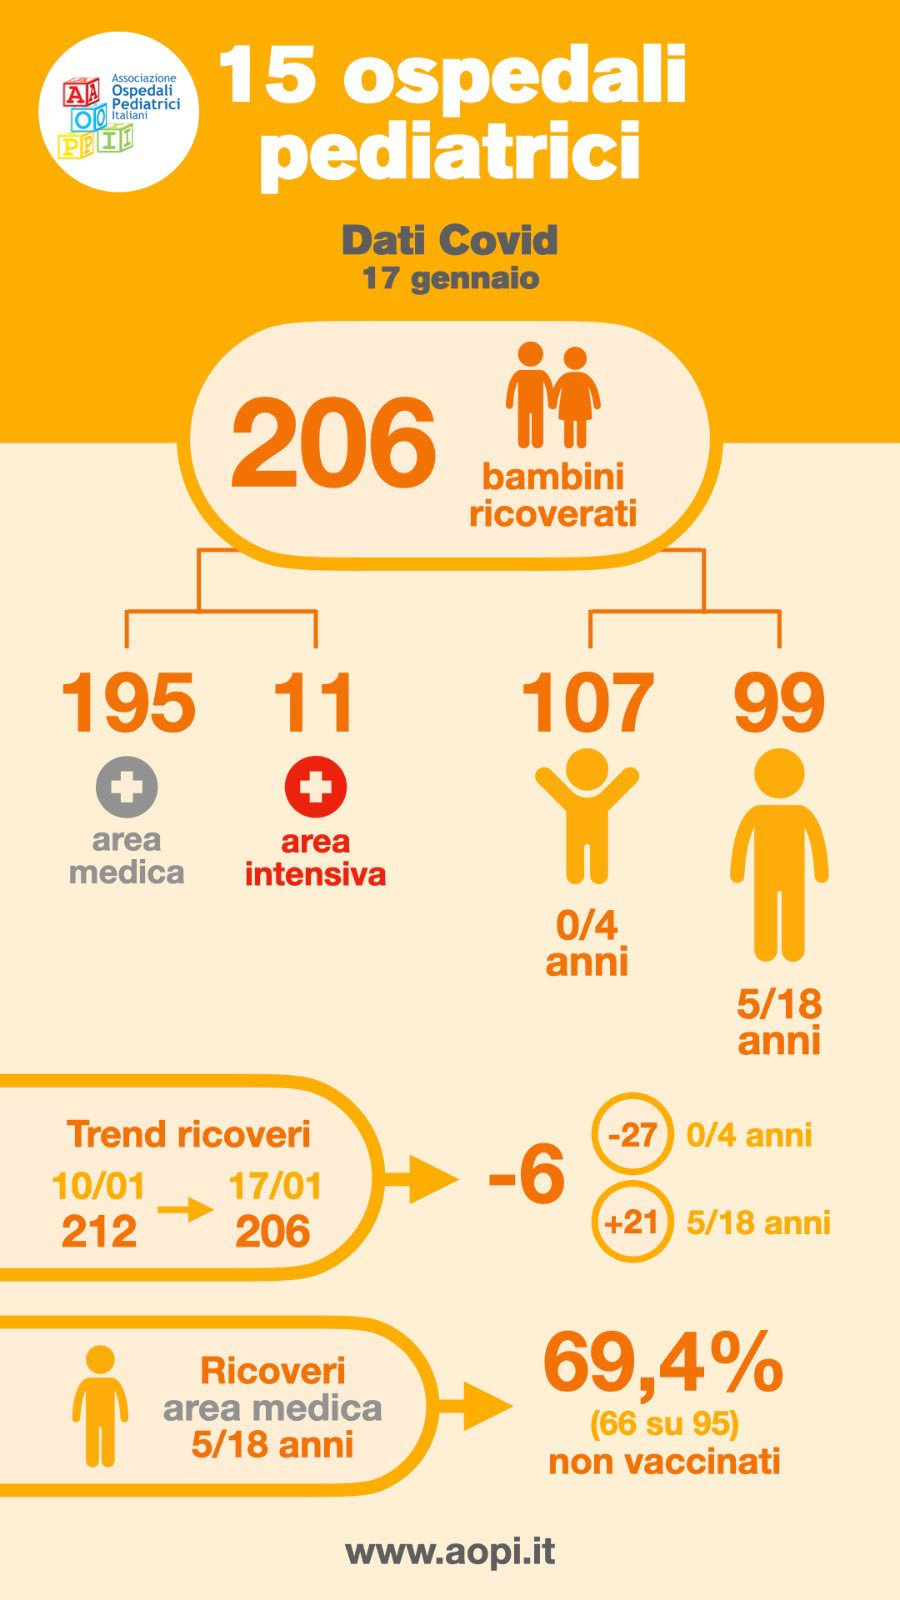 Associazione
Ospedali
Pediatrici
Italiani
A A
O
P P I I
15 ospedali
pediatrici
Dati Covid
17 gennaio
206
bambini
ricoverati
195
area
medica
11
area
intensiva
107
0/4
anni
99
5/18
anni
Trend ricoveri
10/01
212
17/01
206
-6
-27 0/4 anni
+21 5/18 anni
Ricoveri
area medica
5/18 anni
69,4%
(66 su 95)
non vaccinati
www.aopi.it